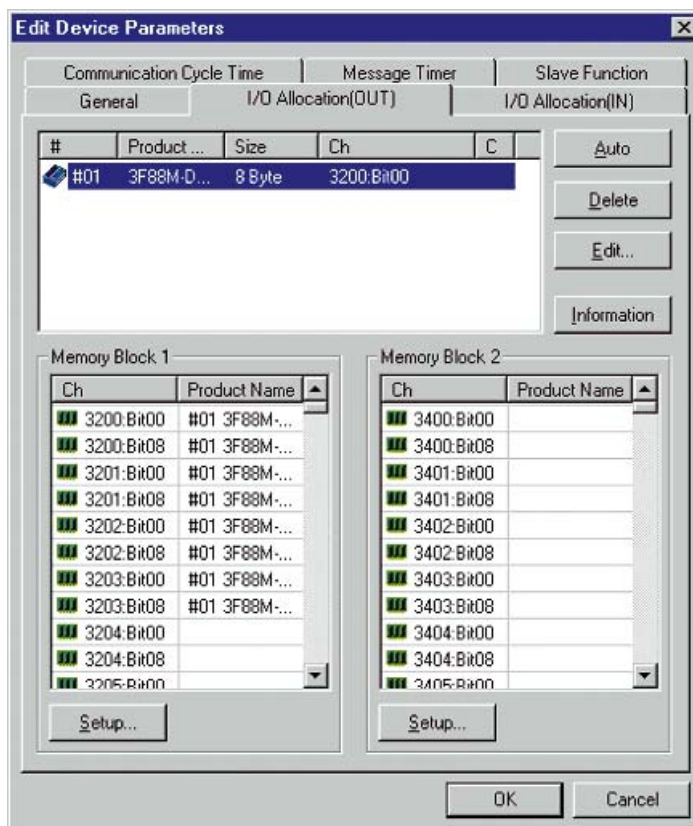 Edit Device Parameters
Communication Cycle Time Message Timer Slave Function
General I/O Allocation(OUT) I/O Allocation(IN)
# Product ... Size Ch C
#01 3F88M-D... 8 Byte 3200:Bit00
Auto
Delete
Edit...
Information
Memory Block 1
Ch Product Name
3200:Bit00 #01 3F88M-...
3200:Bit08 #01 3F88M-...
3201:Bit00 #01 3F88M-...
3201:Bit08 #01 3F88M-...
3202:Bit00 #01 3F88M-...
3202:Bit08 #01 3F88M-...
3203:Bit00 #01 3F88M-...
3203:Bit08 #01 3F88M-...
3204:Bit00
3204:Bit08
3205:Bit00
Setup...
Memory Block 2
Ch Product Name
3400:Bit00
3400:Bit08
3401:Bit00
3401:Bit08
3402:Bit00
3402:Bit08
3403:Bit00
3403:Bit08
3404:Bit00
3404:Bit08
3405:Bit00
Setup...
OK Cancel